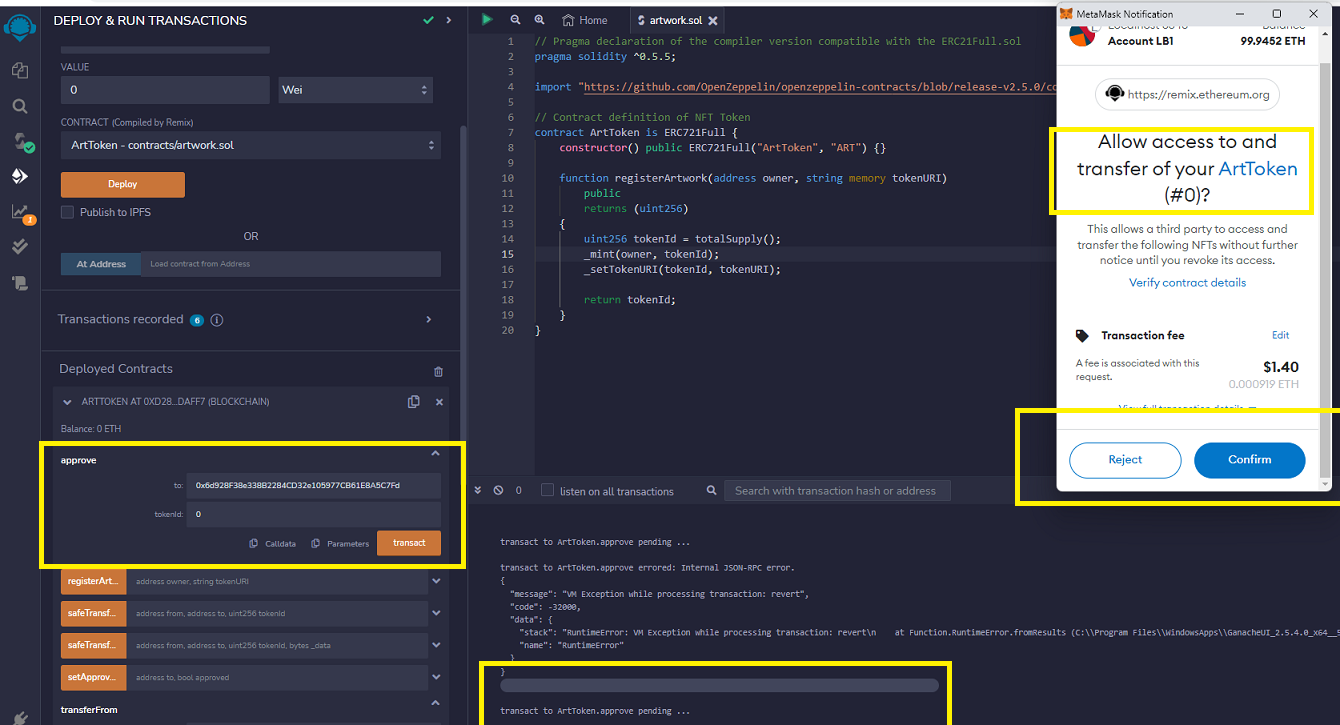 DEPLOY & RUN TRANSACTIONS
VALUE
0
Wei
CONTRACT (Compiled by Remix)
ArtToken - contracts/artwork.sol
Deploy
Publish to IPFS
OR
At Address
Load contract from Address
Transactions recorded 6 i
Deployed Contracts
ARTTOKEN AT 0XD28...DAFF7 (BLOCKCHAIN)
Balance: 0 ETH
approve
to:
0x6d928F38e338B2284CD32e105977CB61EBA5C7Fd
tokenId:
0
Calldata
Parameters
transact
registerArt...
address owner, string tokenURI
safeTransf...
address from, address to, uint256 tokenId
safeTransf...
address from, address to, uint256 tokenId, bytes _data
setApprov...
address to, bool approved
transferFrom
1
Home
artwork.sol
1 // Pragma declaration of the compiler version compatible with the ERC21Full.sol
2 pragma solidity ^0.5.5;
3
4 import "https://github.com/OpenZeppelin/openzeppelin-contracts/blob/release-v2.5.0/co
5
6 // Contract definition of NFT Token
7 contract ArtToken is ERC721Full {
8 constructor() public ERC721Full("ArtToken", "ART") {}
9
10 function registerArtwork(address owner, string memory tokenURI)
11 public
12 returns (uint256)
13 {
14 uint256 tokenId = totalSupply();
15 _mint(owner, tokenId);
16 _setTokenURI(tokenId, tokenURI);
17
18 return tokenId;
19 }
20 }
0
listen on all transactions
Search with transaction hash or address
transact to ArtToken.approve pending ...
transact to ArtToken.approve errored: Internal JSON-RPC error.
{
"message": "VM Exception while processing transaction: revert",
"code": -32000,
"data": {
"stack": "RuntimeError: VM Exception while processing transaction: revert\n at Function.RuntimeError.fromResults (C:\\Program Files\\WindowsApps\\GanacheUI_2.5.4.0_x64__5
"name": "RuntimeError"
}
}
transact to ArtToken.approve pending ...
MetaMask Notification
Balance
Account LB1
99.9452 ETH
https://remix.ethereum.org
Allow access to and
transfer of your ArtToken
(#0)?
This allows a third party to access and
transfer the following NFTs without further
notice until you revoke its access.
Verify contract details
Transaction fee
Edit
A fee is associated with this
request.
$1.40
0.000919 ETH
View full transaction details
Reject
Confirm